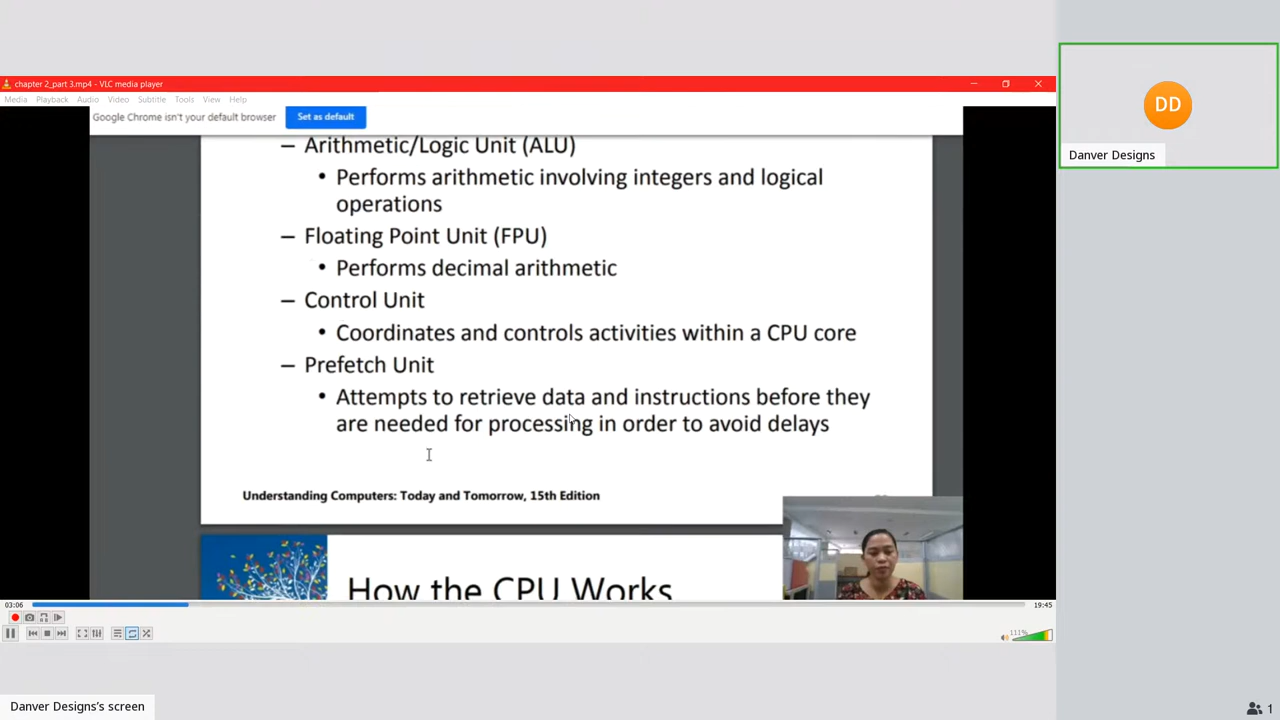 chapter 2_part 3.mp4 - VLC media player
Media Playback Audio Video Subtitle Tools View Help
Google Chrome isn't your default browser Set as default
– Arithmetic/Logic Unit (ALU)
• Performs arithmetic involving integers and logical
operations
– Floating Point Unit (FPU)
• Performs decimal arithmetic
– Control Unit
• Coordinates and controls activities within a CPU core
– Prefetch Unit
• Attempts to retrieve data and instructions before they
are needed for processing in order to avoid delays
Understanding Computers: Today and Tomorrow, 15th Edition
How the CPU Works
03:06
19:45
111%
DD
Danver Designs
Danver Designs's screen
1